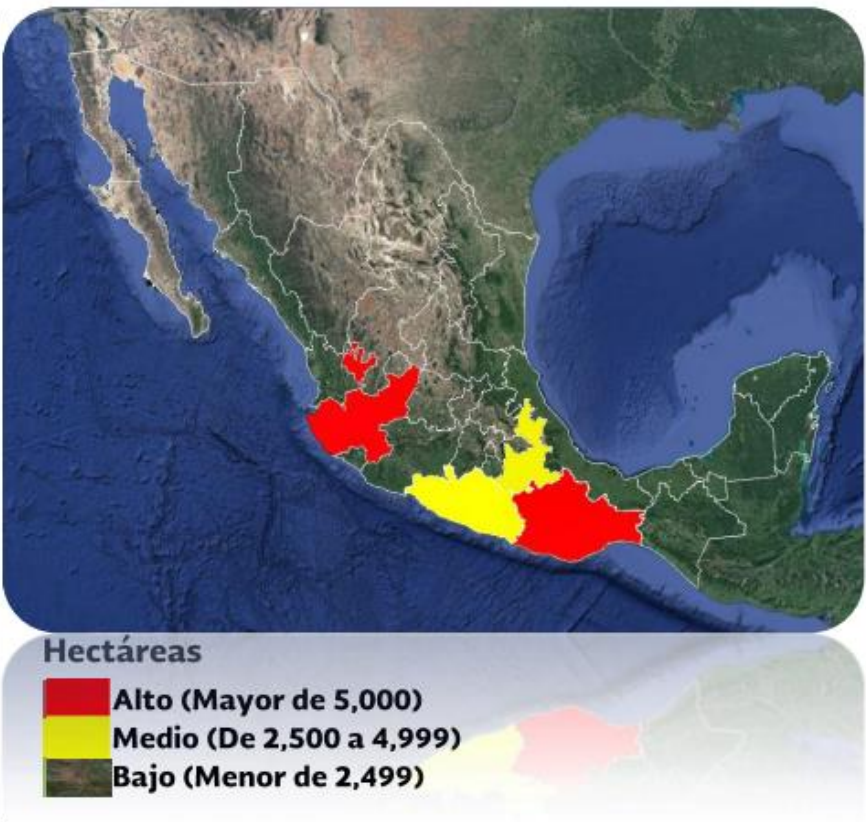 Hectáreas
Alto (Mayor de 5,000)
Medio (De 2,500 a 4,999)
Bajo (Menor de 2,499)